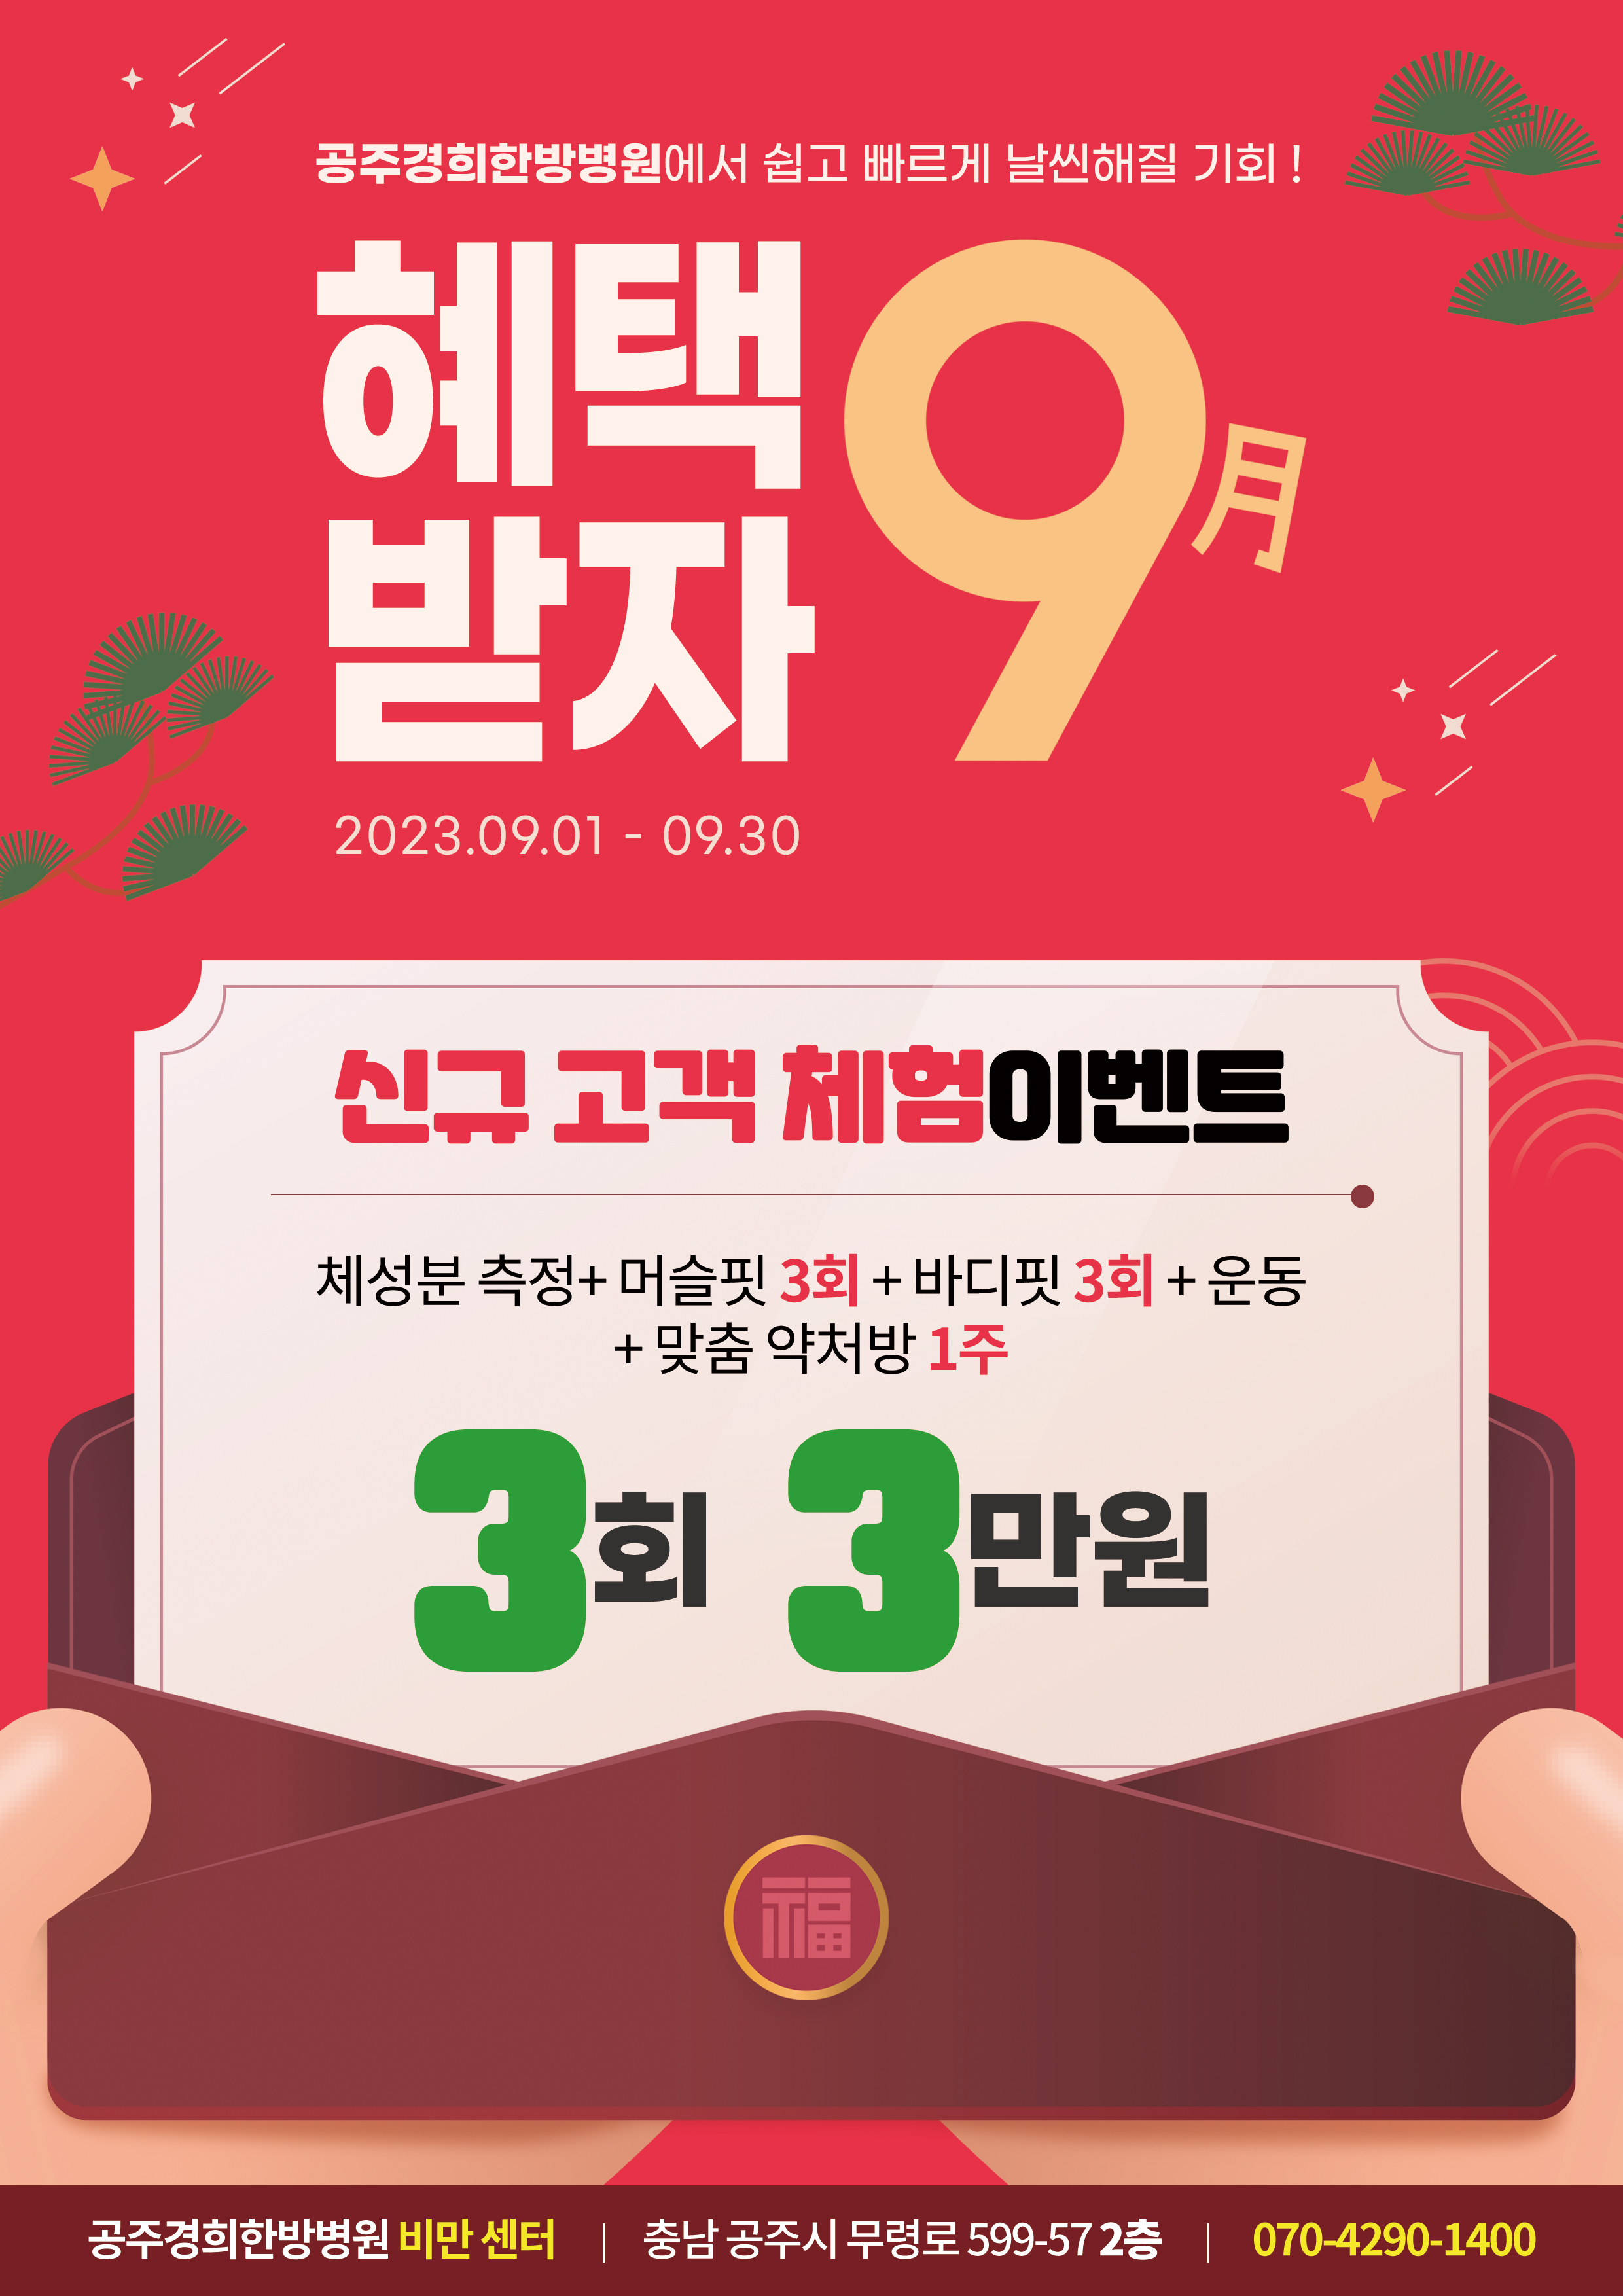 공주경희한방병원에서 쉽고 빠르게 날씬해질 기회 !
혜택
받자
9月
2023.09.01 - 09.30
신규 고객 체험이벤트
체성분 측정+ 머슬핏 3회 + 바디핏 3회 + 운동
+ 맞춤 약처방 1주
3회 3만원
福
공주경희한방병원 비만 센터 | 충남 공주시 무령로 599-57 2층 | 070-4290-1400